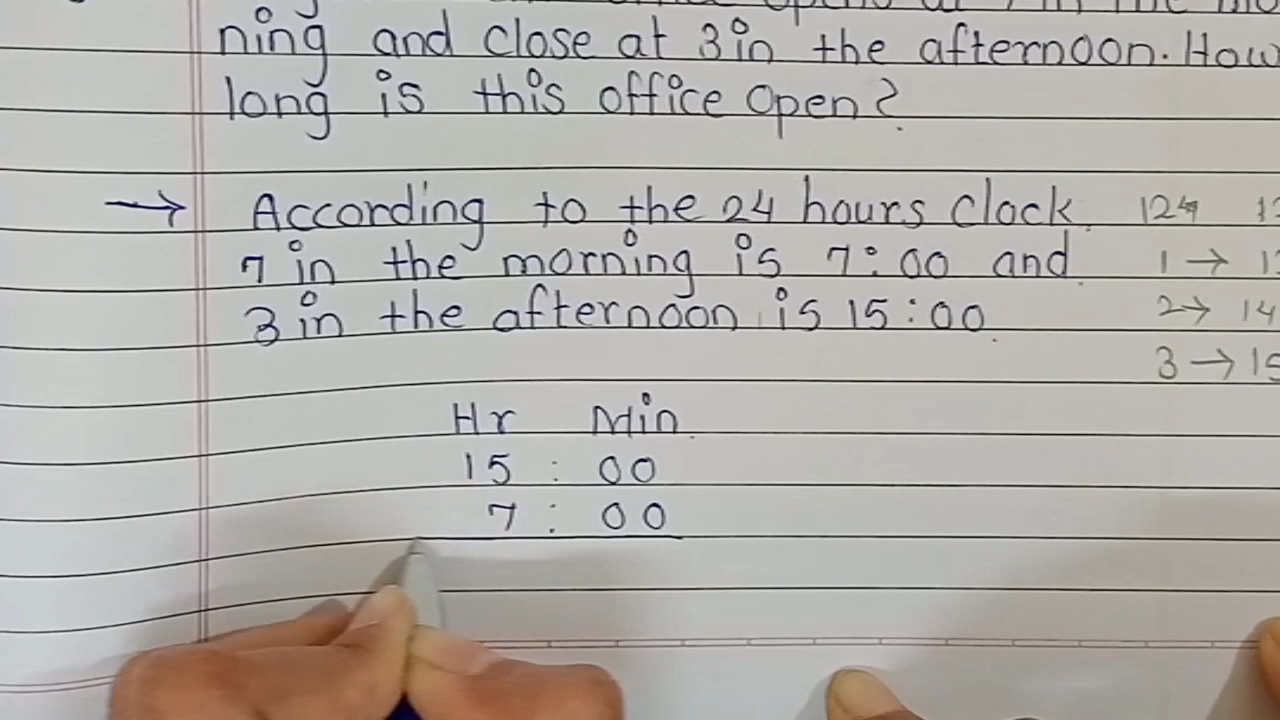 ning and close at 3 in the afternoon. How
long is this office open?
→ According to the 24 hours clock
7 in the morning is 7:00 and
3 in the afternoon is 15:00
124
1 → 1
2 → 14
3 → 15
Hr Min
15 : 00
7 : 00